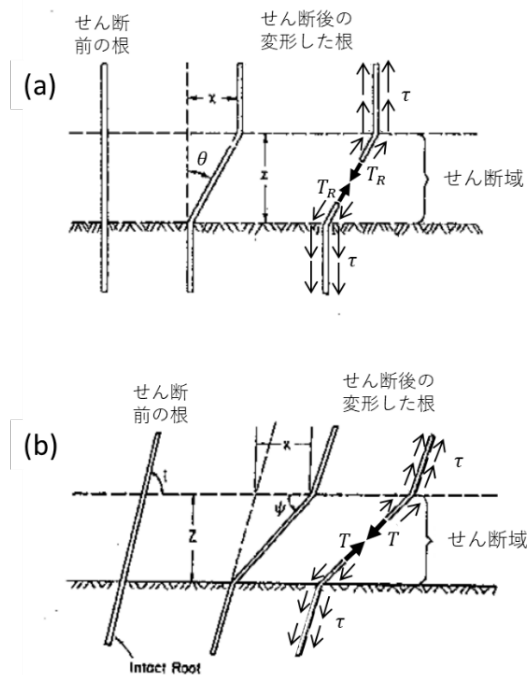 せん断
前の根
せん断後の
変形した根
(a)
x
τ
θ
z
T_R
T_R
せん断域
τ
せん断
前の根
せん断後の
変形した根
(b)
i
x
τ
ψ
Z
T
T
せん断域
τ
Intact Root